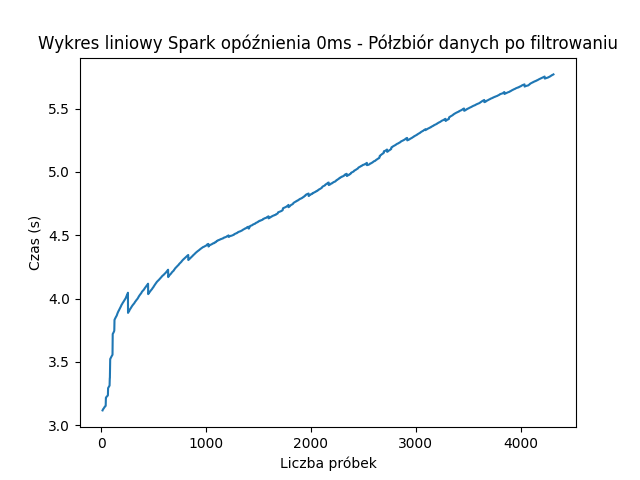 Wykres liniowy Spark opóźnienia 0ms - Półzbiór danych po filtrowaniu
5.5
5.0
4.5
4.0
3.5
3.0
Czas (s)
0 1000 2000 3000 4000
Liczba próbek